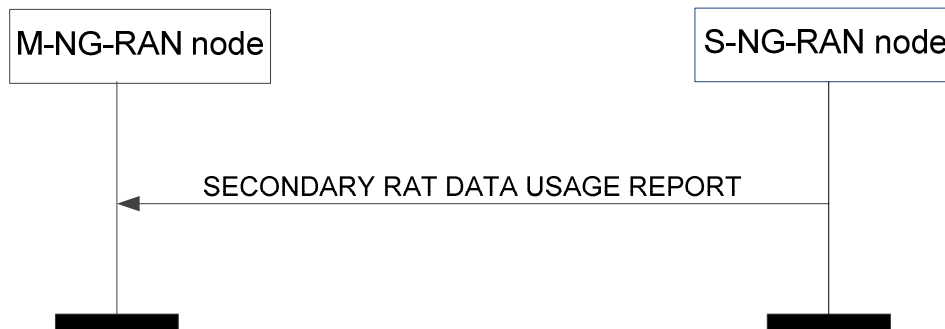 M-NG-RAN node
S-NG-RAN node
SECONDARY RAT DATA USAGE REPORT